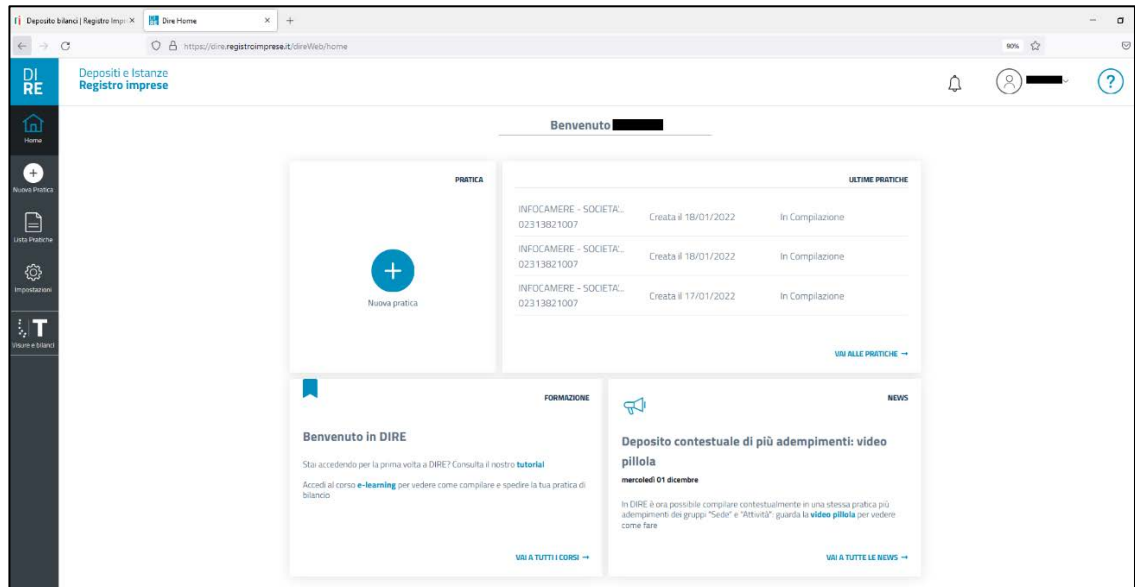 Deposito bilanci | Registro Impr
Dire Home
https://dire.registroimprese.it/direWeb/home
90%
DI
RE
Depositi e Istanze
Registro imprese
?
Home
Nuova Pratica
Lista Pratiche
Impostazioni
T
Visure e bilanci
Benvenuto
PRATICA
Nuova pratica
ULTIME PRATICHE
INFOCAMERE - SOCIETA'...
02313821007
Creata il 18/01/2022
In Compilazione
INFOCAMERE - SOCIETA'...
02313821007
Creata il 18/01/2022
In Compilazione
INFOCAMERE - SOCIETA'...
02313821007
Creata il 17/01/2022
In Compilazione
VAI ALLE PRATICHE →
FORMAZIONE
Benvenuto in DIRE
Stai accedendo per la prima volta a DIRE? Consulta il nostro tutorial
Accedi al corso e-learning per vedere come compilare e spedire la tua pratica di
bilancio
VAI A TUTTI I CORSI →
NEWS
Deposito contestuale di più adempimenti: video
pillola
mercoledì 01 dicembre
In DIRE è ora possibile compilare contestualmente in una stessa pratica più
adempimenti dei gruppi "Sede" e "Attività": guarda la video pillola per vedere
come fare
VAI A TUTTE LE NEWS →